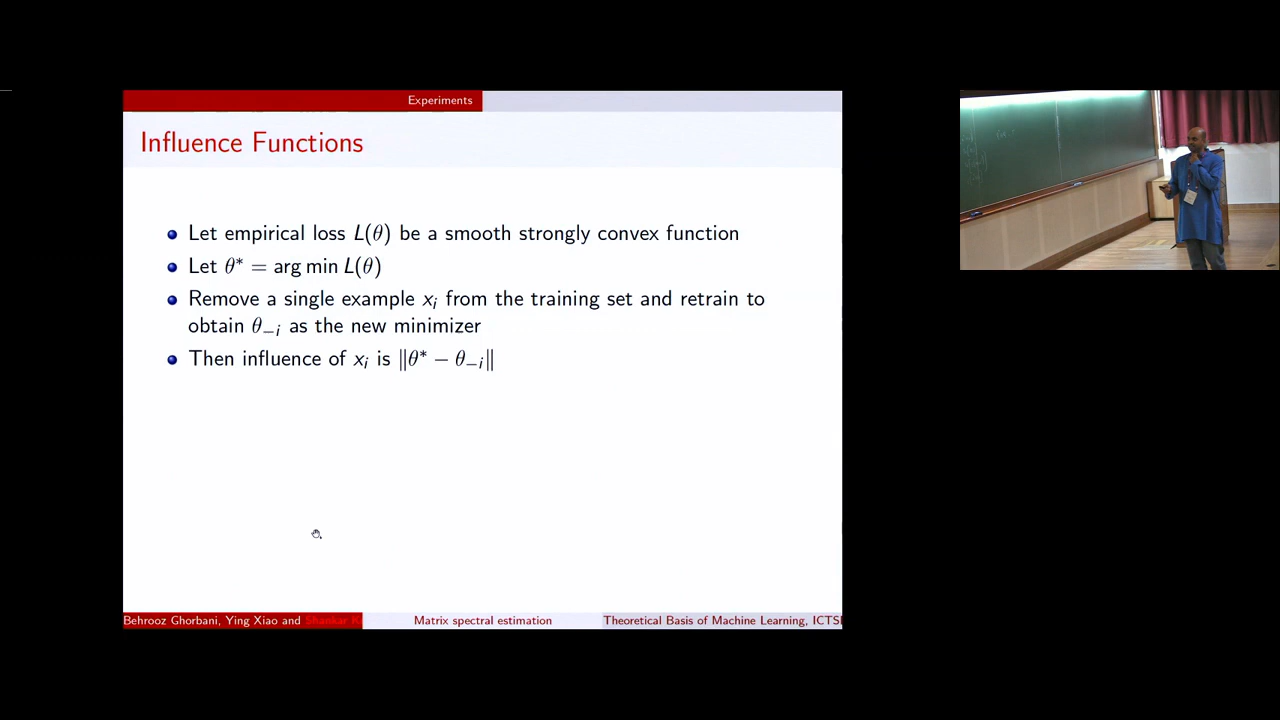 Experiments
Influence Functions
Let empirical loss L(θ) be a smooth strongly convex function
Let θ* = arg min L(θ)
Remove a single example xᵢ from the training set and retrain to
obtain θ₋ᵢ as the new minimizer
Then influence of xᵢ is ‖θ* − θ₋ᵢ‖
Behrooz Ghorbani, Ying Xiao and Shankar
Matrix spectral estimation
Theoretical Basis of Machine Learning, ICTS